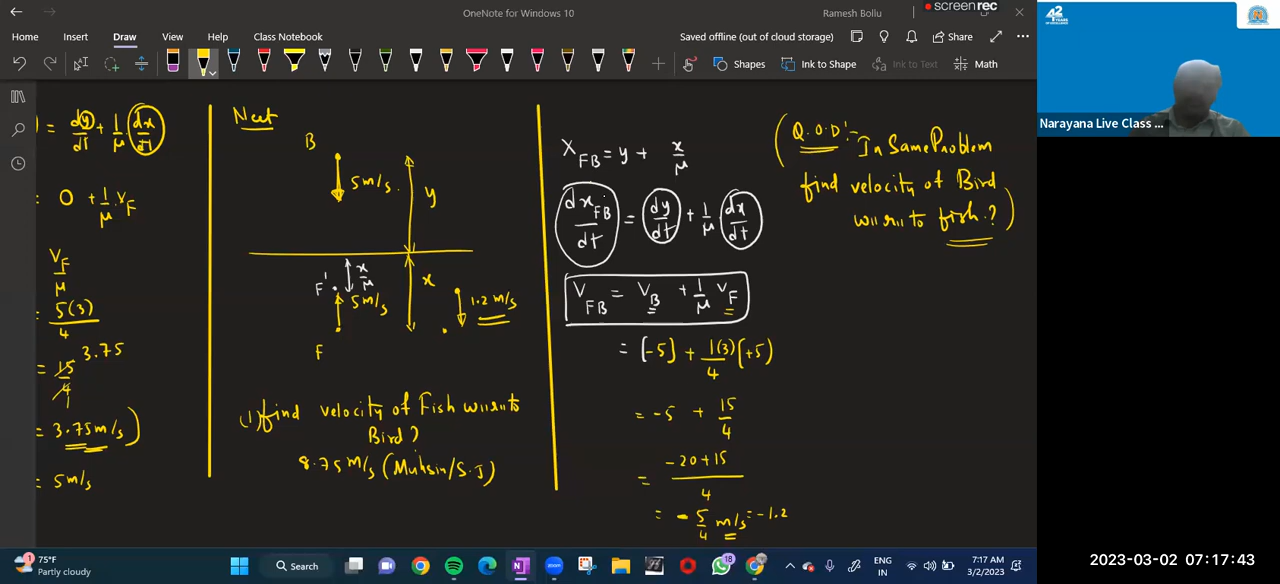 OneNote for Windows 10
Ramesh Bollu
screenrec
42
YEARS
Home Insert Draw View Help Class Notebook
Saved offline (out of cloud storage)
Share
Shapes Ink to Shape Ink to Text Math
Narayana Live Class ...
) = dy/dt + 1/μ dx/dt
= 0 + 1/μ V_F
V_F/μ
= 5(3)/4
3.75
= 15/4
= 3.75 m/s )
= 5 m/s
Next
B
5 m/s.
y
F' x/μ x
5 m/s 1.2 m/s
F
(1) find velocity of Fish w.r.to
Bird?
8.75 m/s (Muhsin/S.J)
X_FB = y + x/μ
dx_FB/dt = dy/dt + 1/μ dx/dt
V_FB = V_B + 1/μ V_F
= [-5] + 1(3)/4 (+5)
= -5 + 15/4
= -20+15/4
= -5/4 m/s = -1.2
(Q.O.D:- In Same Problem
find velocity of Bird
w.r.to fish?)
75°F
Partly cloudy
Search
18
ENG
IN
7:17 AM
3/2/2023
2023-03-02 07:17:43